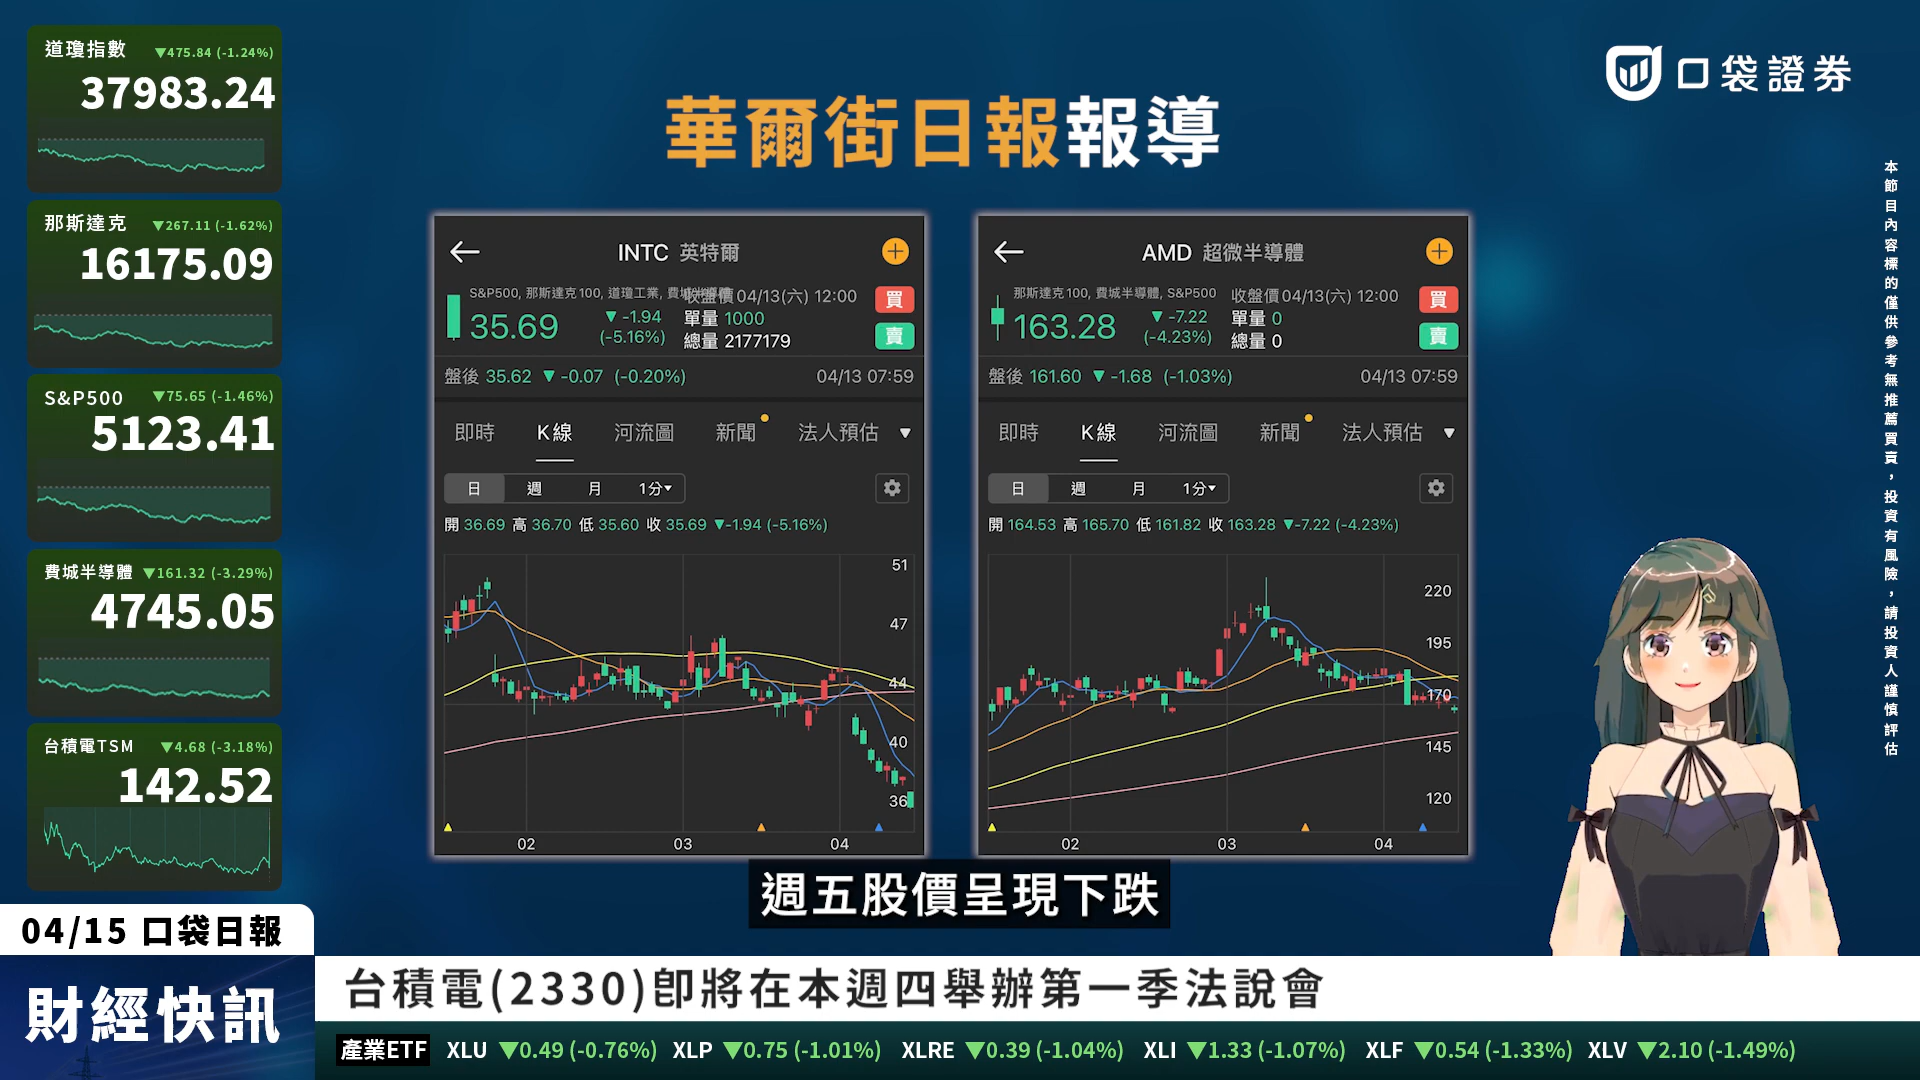 道瓊指數 ▼475.84 (-1.24%)
37983.24
那斯達克 ▼267.11 (-1.62%)
16175.09
S&P500 ▼75.65 (-1.46%)
5123.41
費城半導體 ▼161.32 (-3.29%)
4745.05
台積電TSM ▼4.68 (-3.18%)
142.52
華爾街日報報導
口袋證券
本節目內容標的僅供參考無推薦買賣，投資有風險，請投資人謹慎評估
INTC 英特爾
S&P500, 那斯達克100, 道瓊工業, 費城半導體
收盤價04/13(六) 12:00
買
35.69
▼ -1.94
(-5.16%)
單量 1000
總量 2177179
賣
盤後 35.62 ▼ -0.07 (-0.20%) 04/13 07:59
即時 K線 河流圖 新聞 法人預估 ▼
日 週 月 1分▾
開 36.69 高 36.70 低 35.60 收 35.69 ▼-1.94 (-5.16%)
51
47
44
40
36
02 03 04
AMD 超微半導體
那斯達克100, 費城半導體, S&P500
收盤價04/13(六) 12:00
買
163.28
▼ -7.22
(-4.23%)
單量 0
總量 0
賣
盤後 161.60 ▼ -1.68 (-1.03%) 04/13 07:59
即時 K線 河流圖 新聞 法人預估 ▼
日 週 月 1分▾
開 164.53 高 165.70 低 161.82 收 163.28 ▼-7.22 (-4.23%)
220
195
170
145
120
02 03 04
週五股價呈現下跌
04/15 口袋日報
財經快訊
台積電(2330)即將在本週四舉辦第一季法說會
產業ETF XLU ▼0.49 (-0.76%) XLP ▼0.75 (-1.01%) XLRE ▼0.39 (-1.04%) XLI ▼1.33 (-1.07%) XLF ▼0.54 (-1.33%) XLV ▼2.10 (-1.49%)